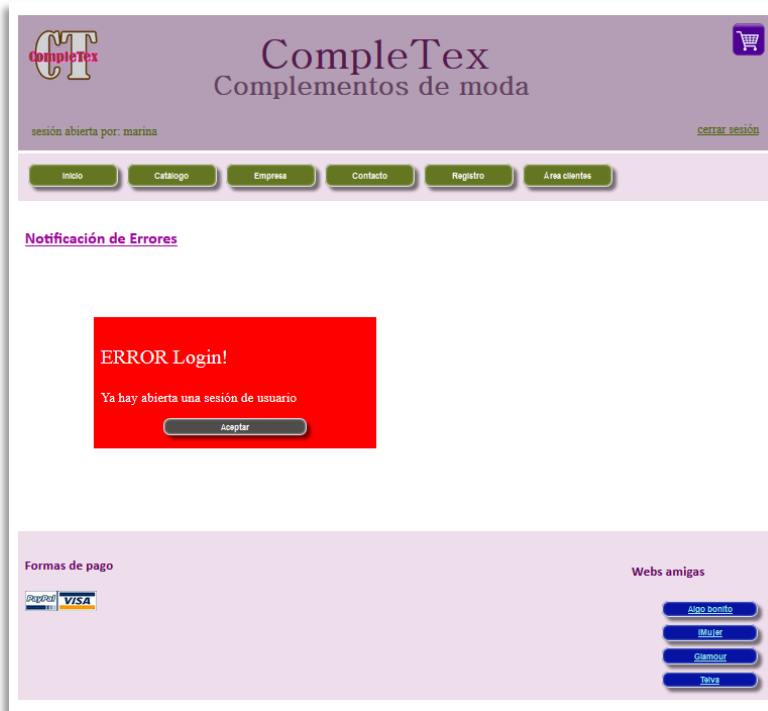 CT
CompleTex
CompleTex
Complementos de moda
sesión abierta por: marina
cerrar sesión
Inicio
Catálogo
Empresa
Contacto
Registro
Area clientes
Notificación de Errores
ERROR Login!
Ya hay abierta una sesión de usuario
Aceptar
Formas de pago
PayPal VISA
Webs amigas
Algo bonito
IMujer
Glamour
Telva